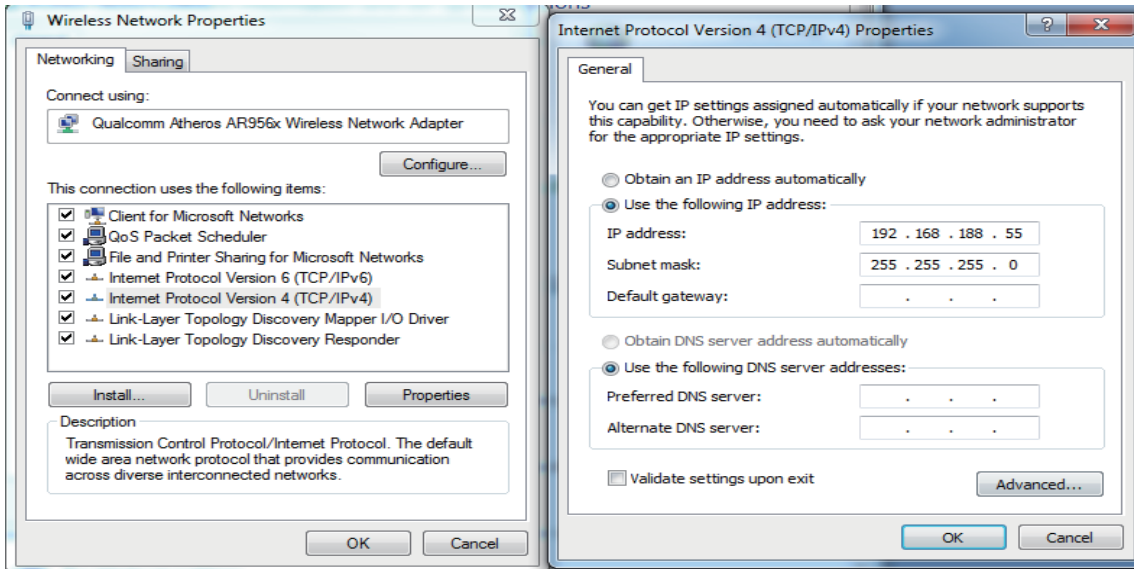 Wireless Network Properties
Networking
Sharing
Connect using:
Qualcomm Atheros AR956x Wireless Network Adapter
Configure...
This connection uses the following items:
Client for Microsoft Networks
QoS Packet Scheduler
File and Printer Sharing for Microsoft Networks
Internet Protocol Version 6 (TCP/IPv6)
Internet Protocol Version 4 (TCP/IPv4)
Link-Layer Topology Discovery Mapper I/O Driver
Link-Layer Topology Discovery Responder
Install...
Uninstall
Properties
Description
Transmission Control Protocol/Internet Protocol. The default
wide area network protocol that provides communication
across diverse interconnected networks.
OK
Cancel
Internet Protocol Version 4 (TCP/IPv4) Properties
General
You can get IP settings assigned automatically if your network supports
this capability. Otherwise, you need to ask your network administrator
for the appropriate IP settings.
Obtain an IP address automatically
Use the following IP address:
IP address: 192 . 168 . 188 . 55
Subnet mask: 255 . 255 . 255 . 0
Default gateway: . . .
Obtain DNS server address automatically
Use the following DNS server addresses:
Preferred DNS server: . . .
Alternate DNS server: . . .
Validate settings upon exit
Advanced...
OK
Cancel